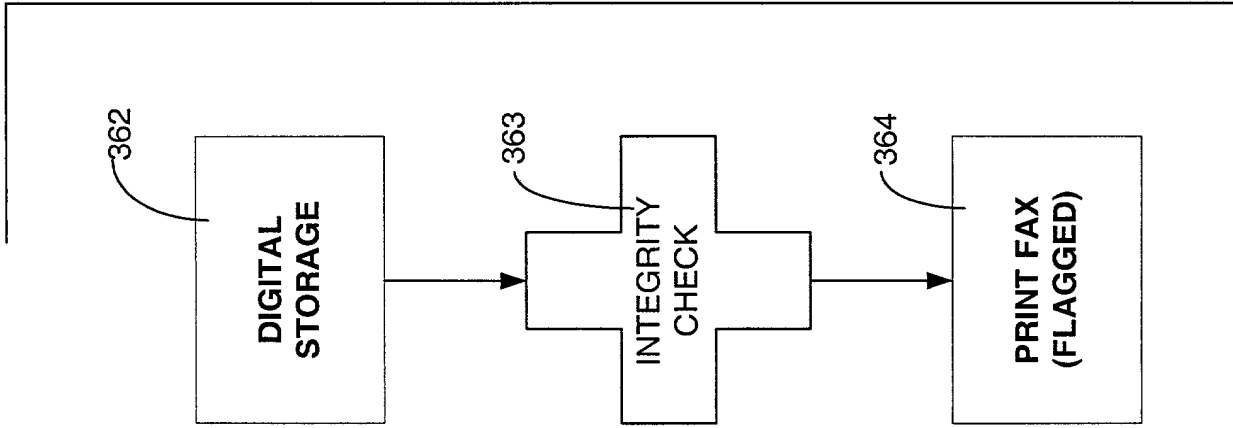 362
DIGITAL
STORAGE
363
INTEGRITY
CHECK
364
PRINT FAX
(FLAGGED)